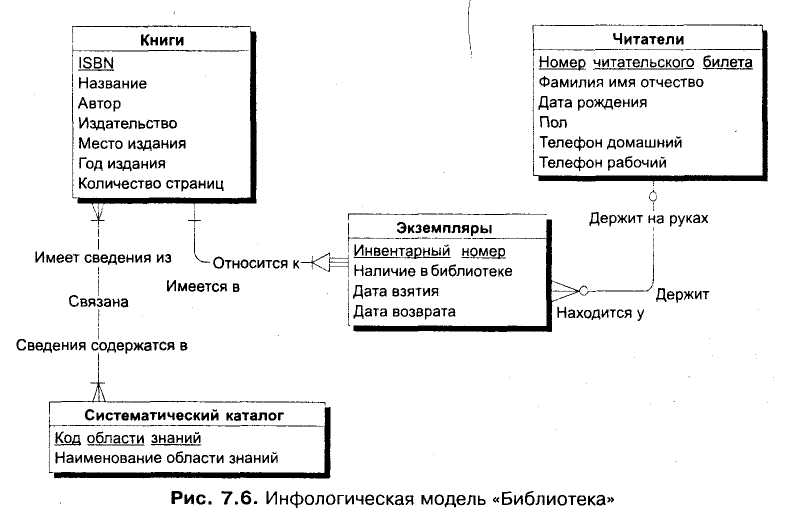 Книги
ISBN
Название
Автор
Издательство
Место издания
Год издания
Количество страниц
Читатели
Номер читательского билета
Фамилия имя отчество
Дата рождения
Пол
Телефон домашний
Телефон рабочий
Держит на руках
Экземпляры
Инвентарный номер
Наличие в библиотеке
Дата взятия
Дата возврата
Имеет сведения из
Относится к
Имеется в
Связана
Держит
Находится у
Сведения содержатся в
Систематический каталог
Код области знаний
Наименование области знаний
Рис. 7.6. Инфологическая модель «Библиотека»